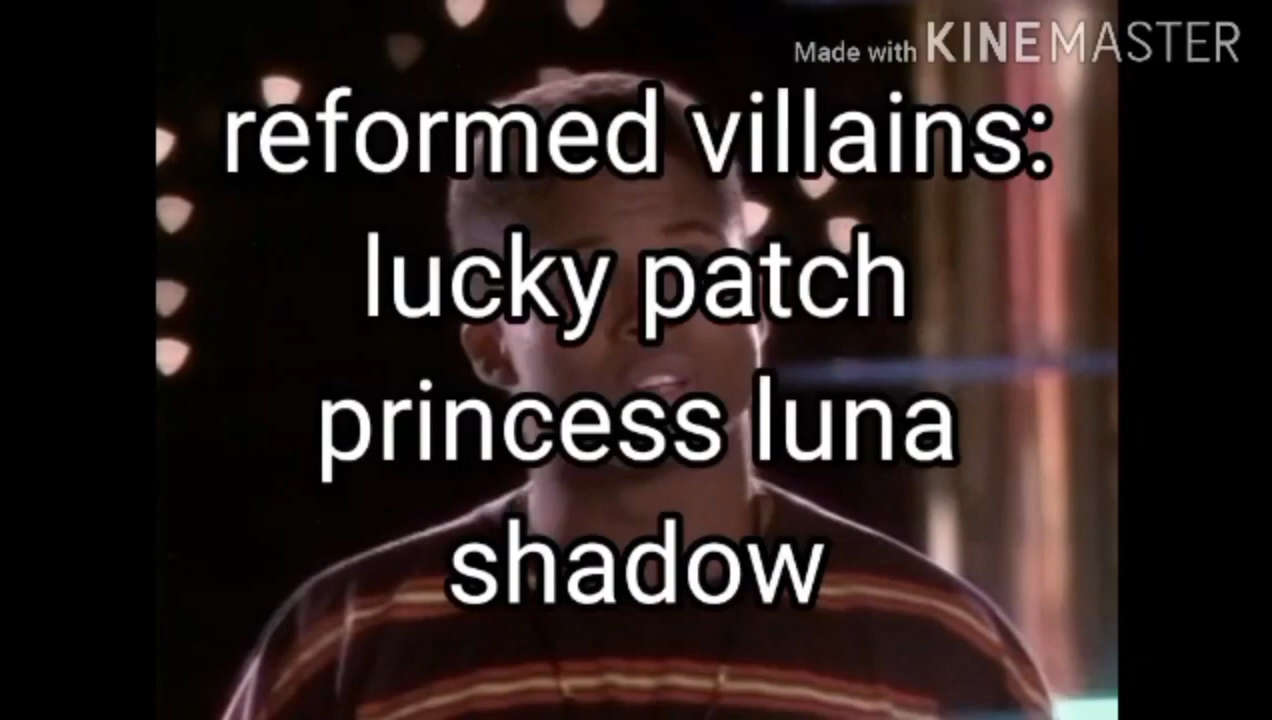 Made with KINEMASTER
reformed villains:
lucky patch
princess luna
shadow